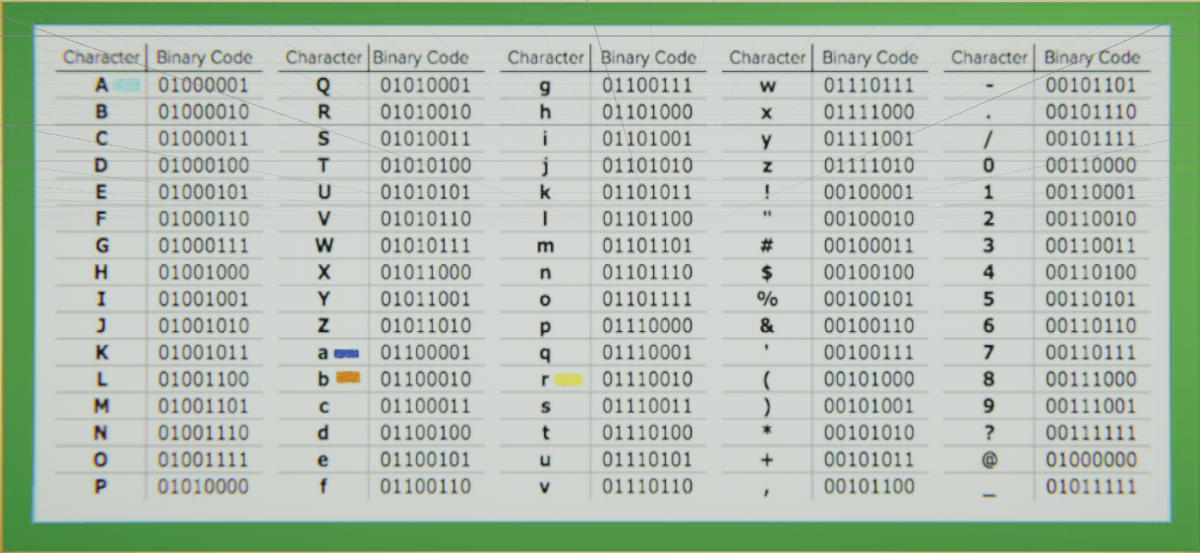 Character Binary Code Character Binary Code Character Binary Code Character Binary Code Character Binary Code
A 01000001 Q 01010001 g 01100111 w 01110111 - 00101101
B 01000010 R 01010010 h 01101000 x 01111000 . 00101110
C 01000011 S 01010011 i 01101001 y 01111001 / 00101111
D 01000100 T 01010100 j 01101010 z 01111010 0 00110000
E 01000101 U 01010101 k 01101011 ! 00100001 1 00110001
F 01000110 V 01010110 l 01101100 " 00100010 2 00110010
G 01000111 W 01010111 m 01101101 # 00100011 3 00110011
H 01001000 X 01011000 n 01101110 $ 00100100 4 00110100
I 01001001 Y 01011001 o 01101111 % 00100101 5 00110101
J 01001010 Z 01011010 p 01110000 & 00100110 6 00110110
K 01001011 a 01100001 q 01110001 ' 00100111 7 00110111
L 01001100 b 01100010 r 01110010 ( 00101000 8 00111000
M 01001101 c 01100011 s 01110011 ) 00101001 9 00111001
N 01001110 d 01100100 t 01110100 * 00101010 ? 00111111
O 01001111 e 01100101 u 01110101 + 00101011 @ 01000000
P 01010000 f 01100110 v 01110110 , 00101100 _ 01011111